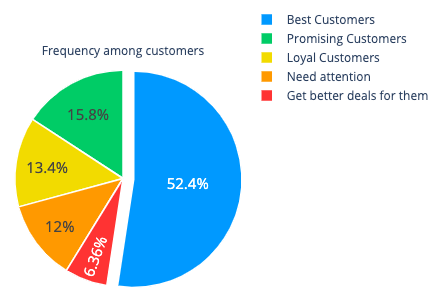 Frequency among customers
Best Customers
Promising Customers
Loyal Customers
Need attention
Get better deals for them
15.8%
13.4%
52.4%
12%
6.36%